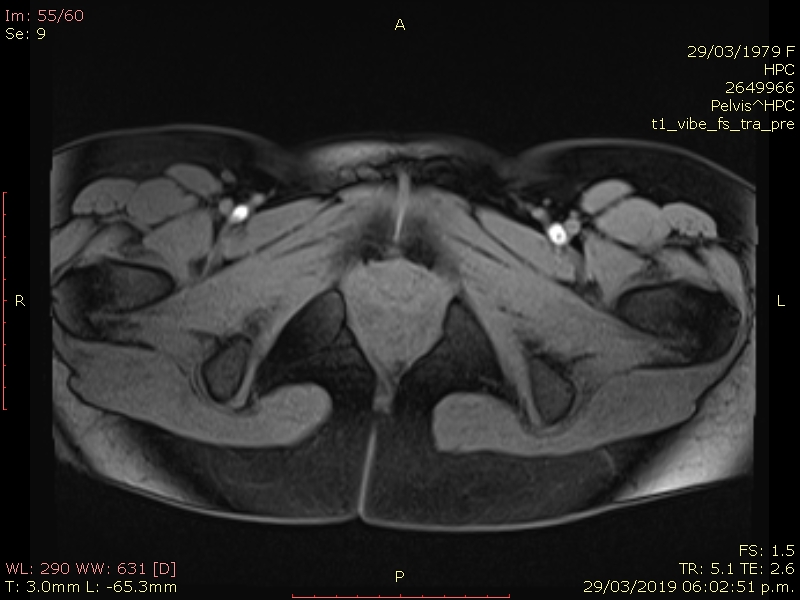 Im: 55/60
Se: 9
A
29/03/1979 F
HPC
2649966
Pelvis^HPC
t1_vibe_fs_tra_pre
R
L
WL: 290 WW: 631 [D]
T: 3.0mm L: -65.3mm
P
FS: 1.5
TR: 5.1 TE: 2.6
29/03/2019 06:02:51 p.m.